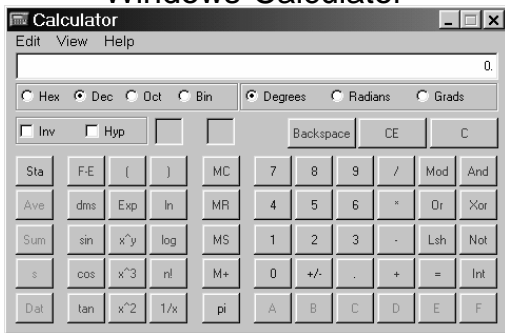 Windows Calculator
Calculator
Edit View Help
0.
Hex Dec Oct Bin Degrees Radians Grads
Inv Hyp Backspace CE C
Sta F-E ( ) MC 7 8 9 / Mod And
Ave dms Exp ln MR 4 5 6 * Or Xor
Sum sin x^y log MS 1 2 3 - Lsh Not
s cos x^3 n! M+ 0 +/- . + = Int
Dat tan x^2 1/x pi A B C D E F